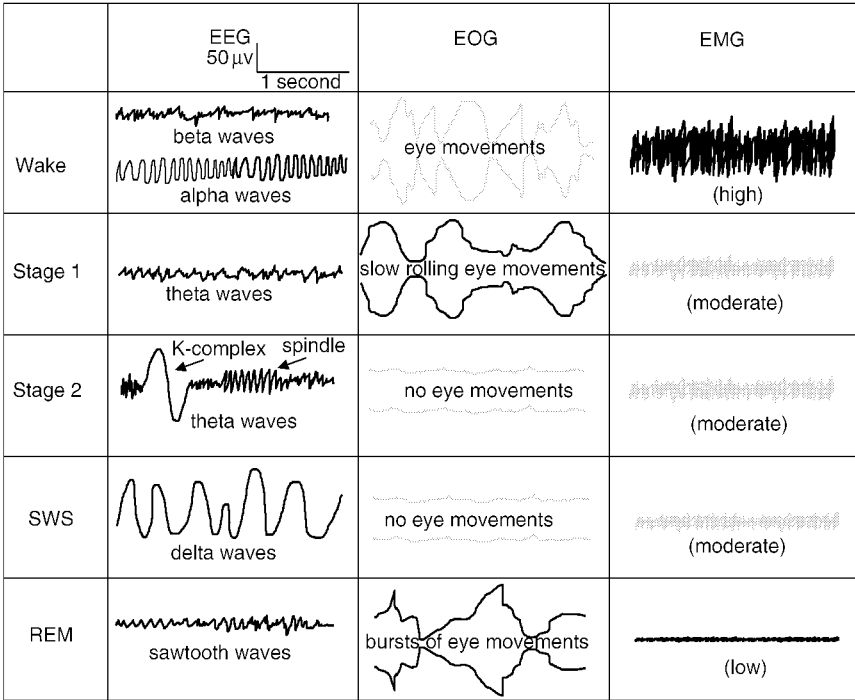 EEG
50 μv
1 second
EOG
EMG
Wake
beta waves
alpha waves
eye movements
(high)
Stage 1
theta waves
slow rolling eye movements
(moderate)
Stage 2
K-complex
spindle
theta waves
no eye movements
(moderate)
SWS
delta waves
no eye movements
(moderate)
REM
sawtooth waves
bursts of eye movements
(low)